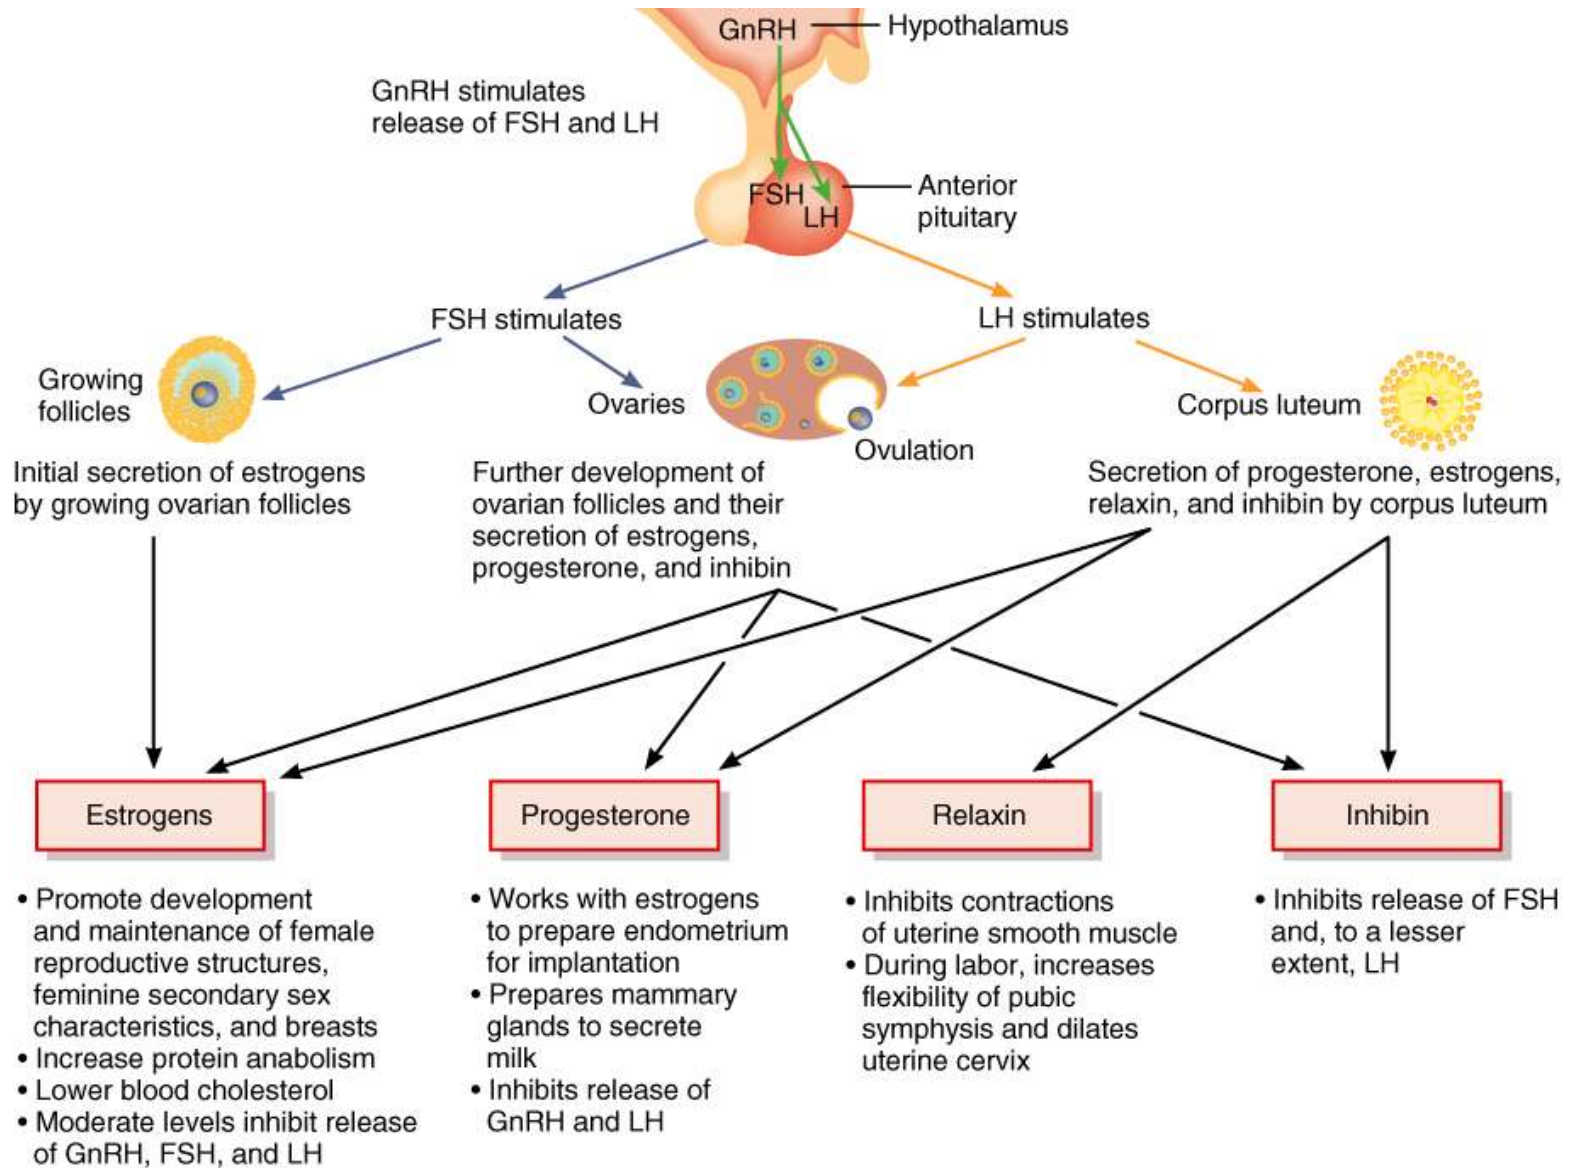 GnRH
Hypothalamus
GnRH stimulates
release of FSH and LH
FSH
LH
Anterior
pituitary
FSH stimulates
LH stimulates
Growing
follicles
Ovaries
Ovulation
Corpus luteum
Initial secretion of estrogens
by growing ovarian follicles
Further development of
ovarian follicles and their
secretion of estrogens,
progesterone, and inhibin
Secretion of progesterone, estrogens,
relaxin, and inhibin by corpus luteum
Estrogens
• Promote development
and maintenance of female
reproductive structures,
feminine secondary sex
characteristics, and breasts
• Increase protein anabolism
• Lower blood cholesterol
• Moderate levels inhibit release
of GnRH, FSH, and LH
Progesterone
• Works with estrogens
to prepare endometrium
for implantation
• Prepares mammary
glands to secrete
milk
• Inhibits release of
GnRH and LH
Relaxin
• Inhibits contractions
of uterine smooth muscle
• During labor, increases
flexibility of pubic
symphysis and dilates
uterine cervix
Inhibin
• Inhibits release of FSH
and, to a lesser
extent, LH